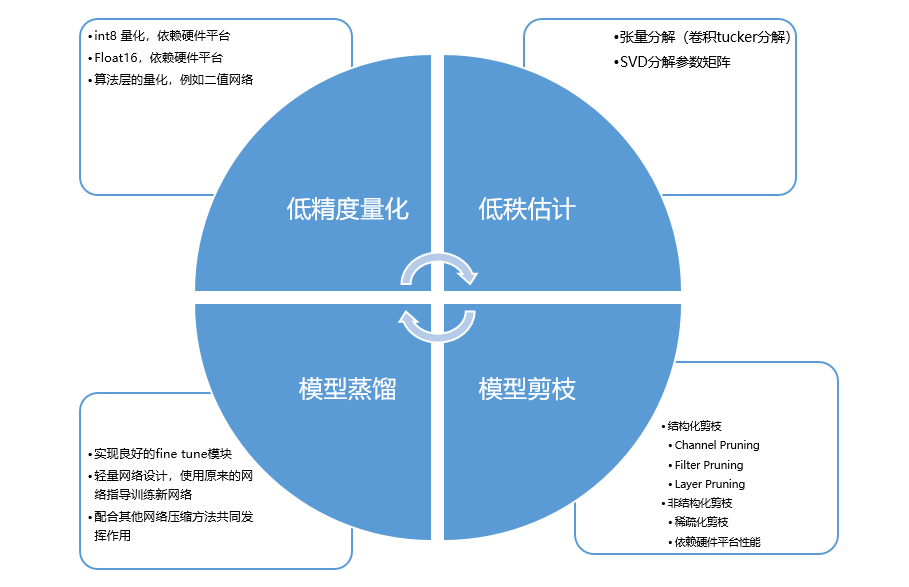 •int8 量化，依赖硬件平台
•Float16，依赖硬件平台
•算法层的量化，例如二值网络
•张量分解（卷积tucker分解）
•SVD分解参数矩阵
低精度量化
低秩估计
模型蒸馏
模型剪枝
•实现良好的fine tune模块
•轻量网络设计，使用原来的网
络指导训练新网络
•配合其他网络压缩方法共同发
挥作用
•结构化剪枝
•Channel Pruning
•Filter Pruning
•Layer Pruning
•非结构化剪枝
•稀疏化剪枝
•依赖硬件平台性能